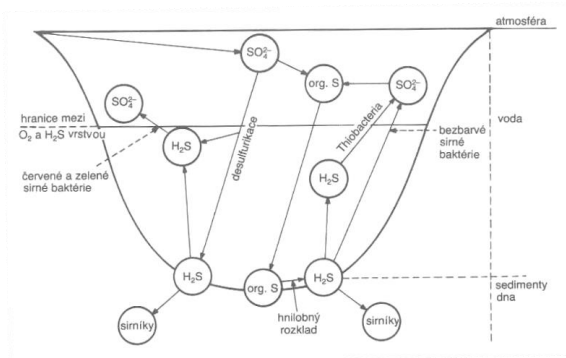 atmosféra
SO₄²⁻
org. S
SO₄²⁻
SO₄²⁻
hranice mezi
O₂ a H₂S vrstvou
voda
H₂S
desulfurikace
Thiobacteria
bezbarvé
sirné
baktérie
červené a zelené
sirné baktérie
H₂S
H₂S
org. S
H₂S
sedimenty
dna
hnilobný
rozklad
sirníky
sirníky